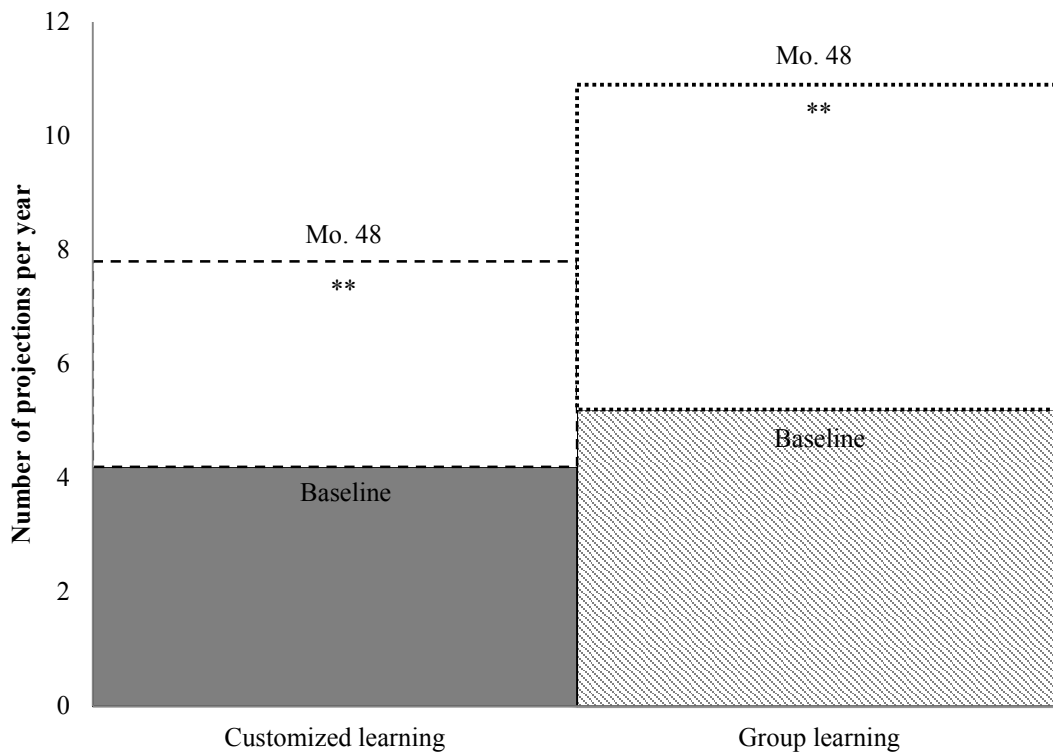 12
10
8
6
4
2
0
Number of projections per year
Mo. 48
**
Baseline
Mo. 48
**
Baseline
Customized learning
Group learning